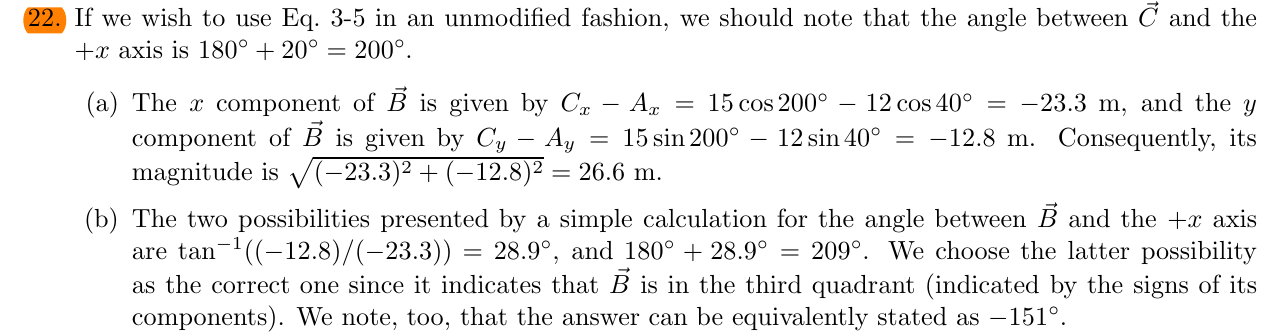 22. If we wish to use Eq. 3-5 in an unmodified fashion, we should note that the angle between $\vec{C}$ and the
+x axis is 180° + 20° = 200°.
(a) The x component of $\vec{B}$ is given by $C_x - A_x$ = 15 cos 200° − 12 cos 40° = −23.3 m, and the y
component of $\vec{B}$ is given by $C_y - A_y$ = 15 sin 200° − 12 sin 40° = −12.8 m. Consequently, its
magnitude is $\sqrt{(-23.3)^2 + (-12.8)^2}$ = 26.6 m.
(b) The two possibilities presented by a simple calculation for the angle between $\vec{B}$ and the +x axis
are $\tan^{-1}((-12.8)/(-23.3))$ = 28.9°, and 180° + 28.9° = 209°. We choose the latter possibility
as the correct one since it indicates that $\vec{B}$ is in the third quadrant (indicated by the signs of its
components). We note, too, that the answer can be equivalently stated as −151°.